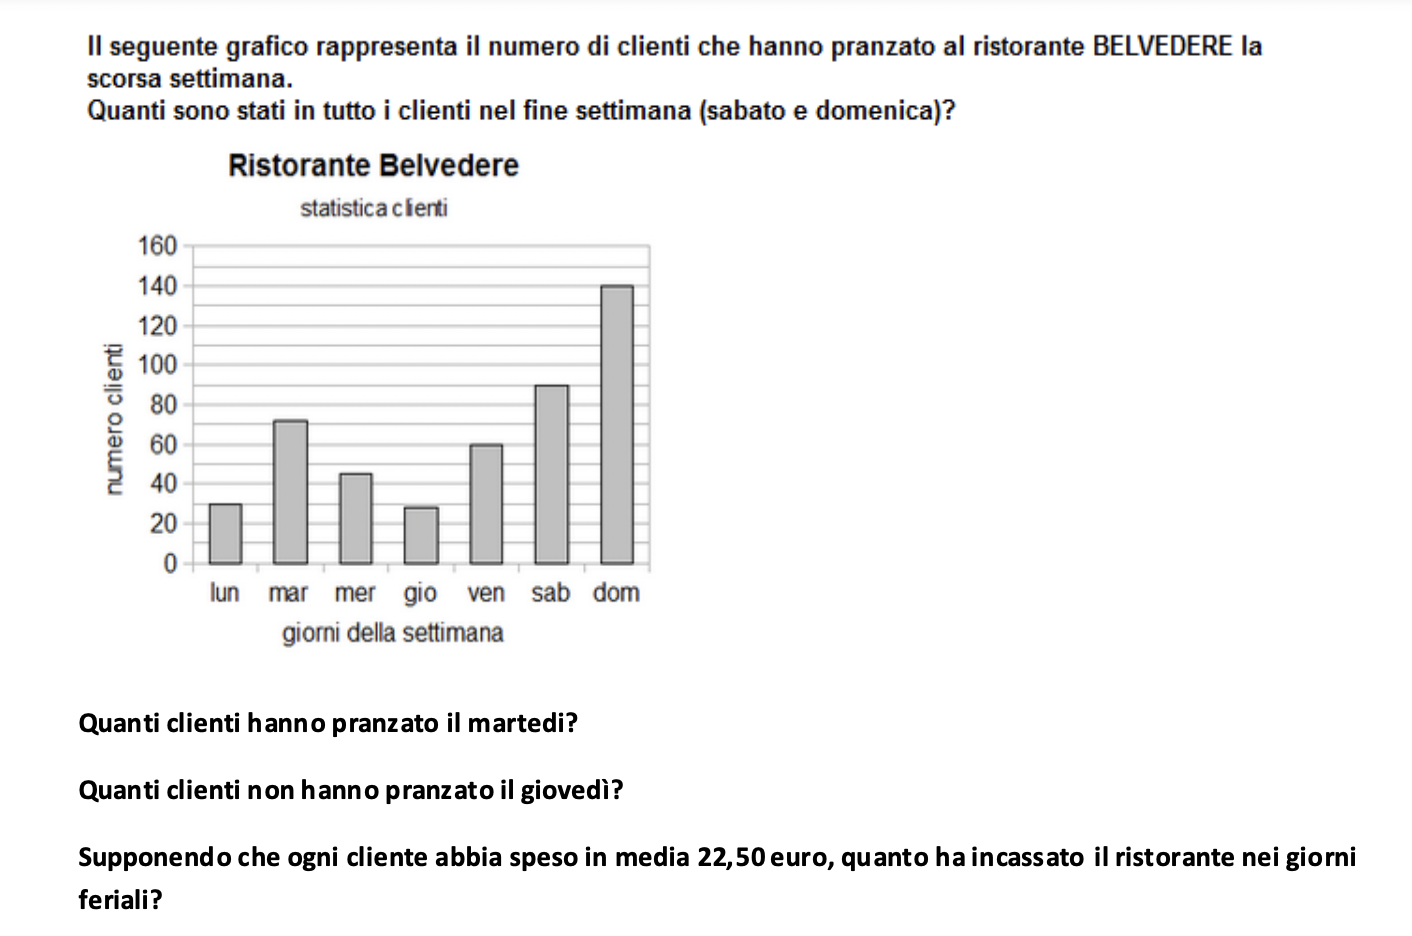 Il seguente grafico rappresenta il numero di clienti che hanno pranzato al ristorante BELVEDERE la
scorsa settimana.
Quanti sono stati in tutto i clienti nel fine settimana (sabato e domenica)?
Ristorante Belvedere
statistica clienti
160
140
120
100
80
60
40
20
0
numero clienti
lun mar mer gio ven sab dom
giorni della settimana
Quanti clienti hanno pranzato il martedi?
Quanti clienti non hanno pranzato il giovedì?
Supponendo che ogni cliente abbia speso in media 22,50 euro, quanto ha incassato il ristorante nei giorni
feriali?